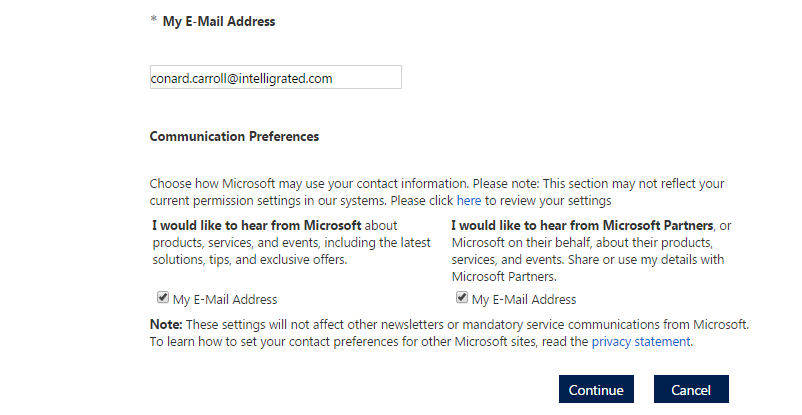 * My E-Mail Address
conard.carroll@intelligrated.com
Communication Preferences
Choose how Microsoft may use your contact information. Please note: This section may not reflect your
current permission settings in our systems. Please click here to review your settings
I would like to hear from Microsoft about
products, services, and events, including the latest
solutions, tips, and exclusive offers.
My E-Mail Address
I would like to hear from Microsoft Partners, or
Microsoft on their behalf, about their products,
services, and events. Share or use my details with
Microsoft Partners.
My E-Mail Address
Note: These settings will not affect other newsletters or mandatory service communications from Microsoft.
To learn how to set your contact preferences for other Microsoft sites, read the privacy statement.
Continue
Cancel